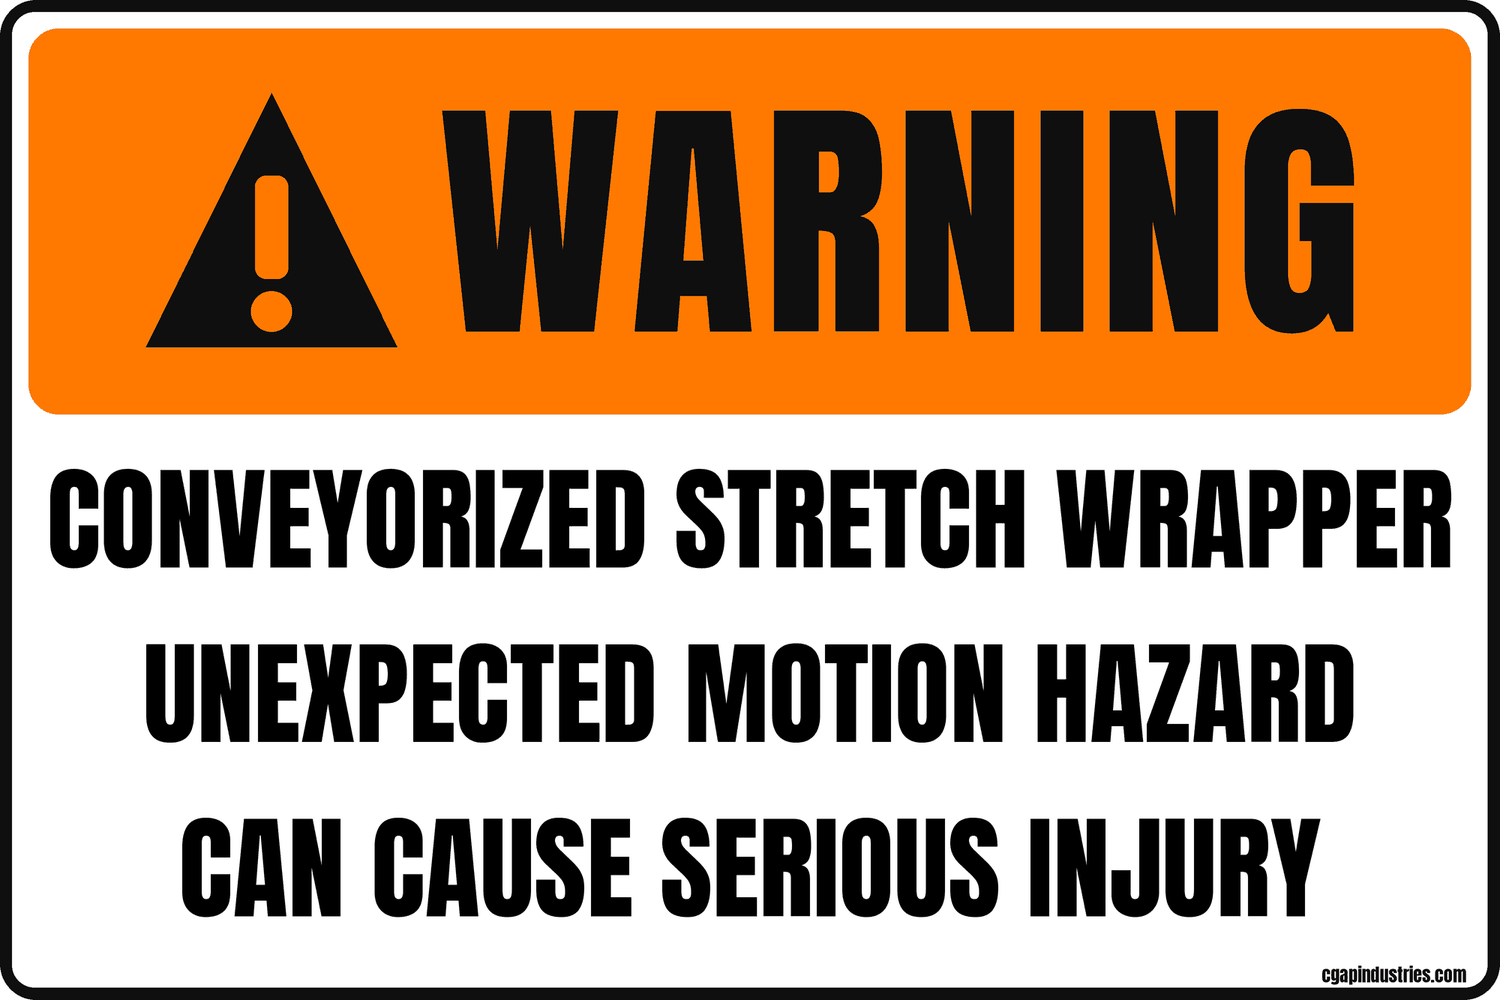 WARNING
CONVEYORIZED STRETCH WRAPPER
UNEXPECTED MOTION HAZARD
CAN CAUSE SERIOUS INJURY
cgapindustries.com